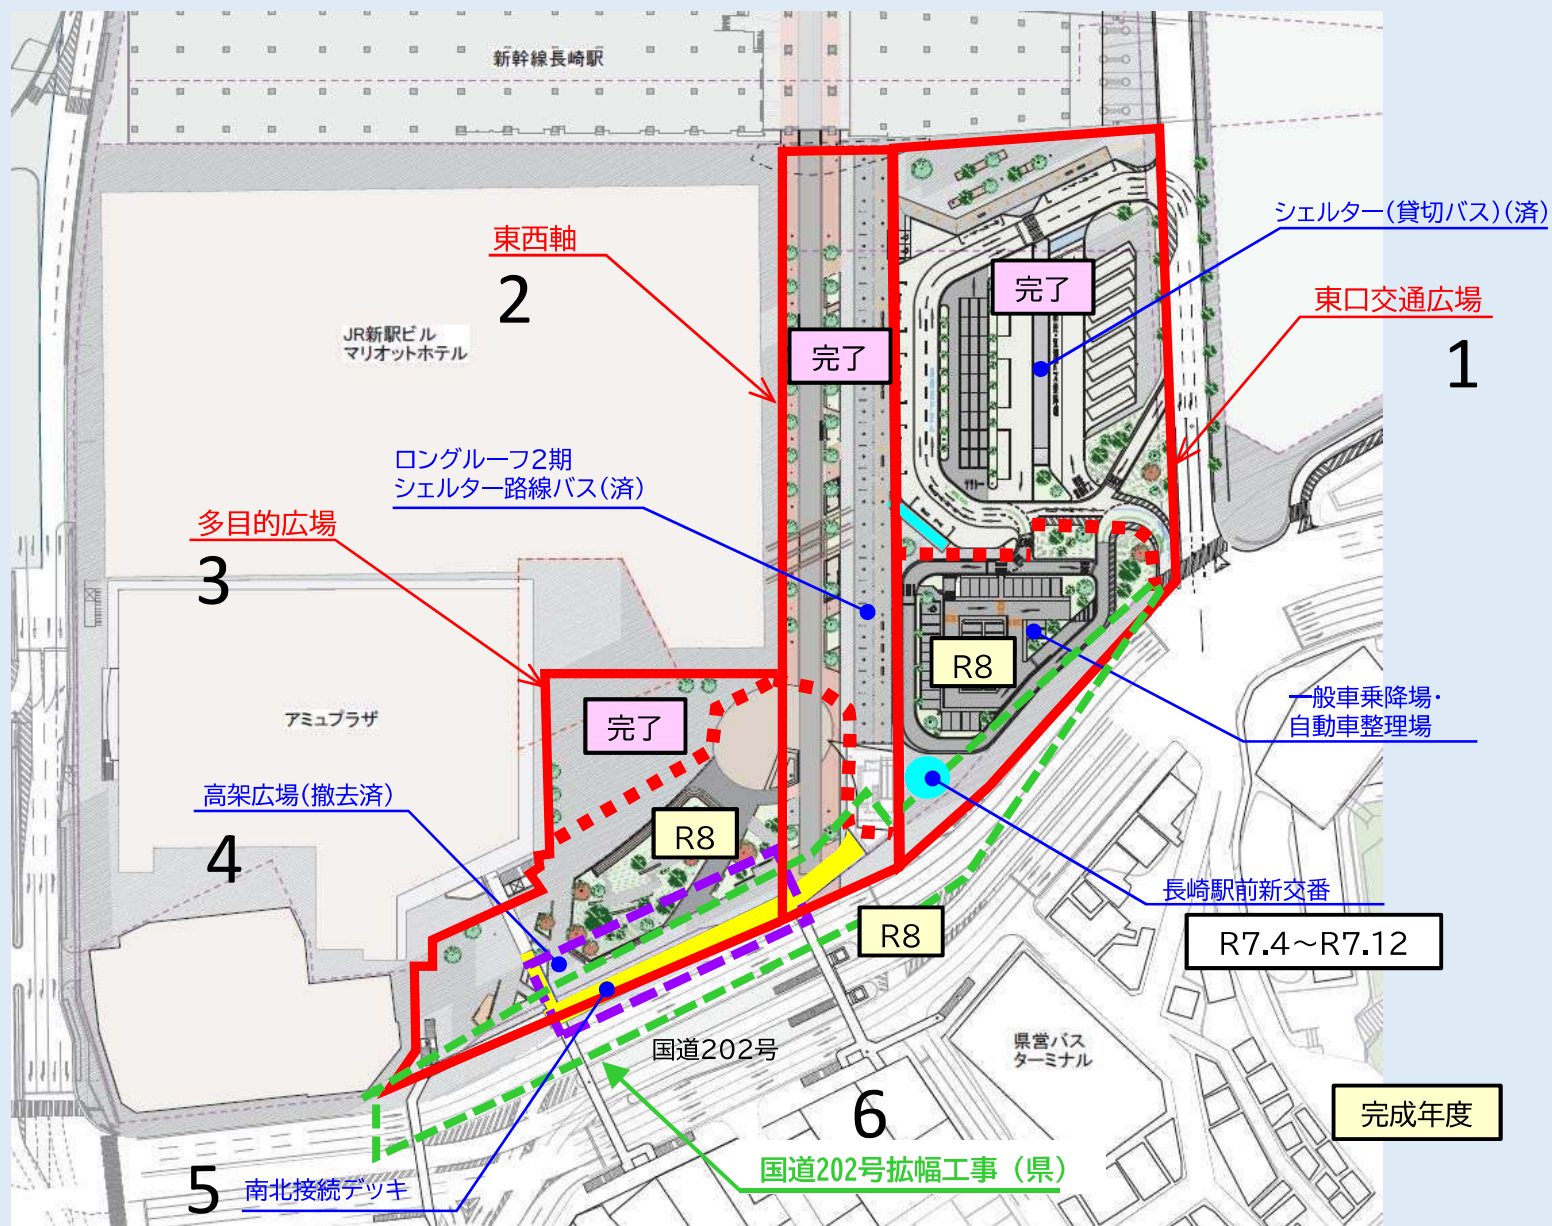 新幹線長崎駅
シェルター(貸切バス)(済)
東西軸
2
完了
東口交通広場
1
JR新駅ビル
マリオットホテル
完了
ロングルーフ2期
シェルター路線バス(済)
多目的広場
3
R8
一般車乗降場・
自動車整理場
アミュプラザ
完了
高架広場(撤去済)
4
R8
長崎駅前新交番
R7.4～R7.12
R8
国道202号
県営バス
ターミナル
6
完成年度
国道202号拡幅工事（県）
5
南北接続デッキ